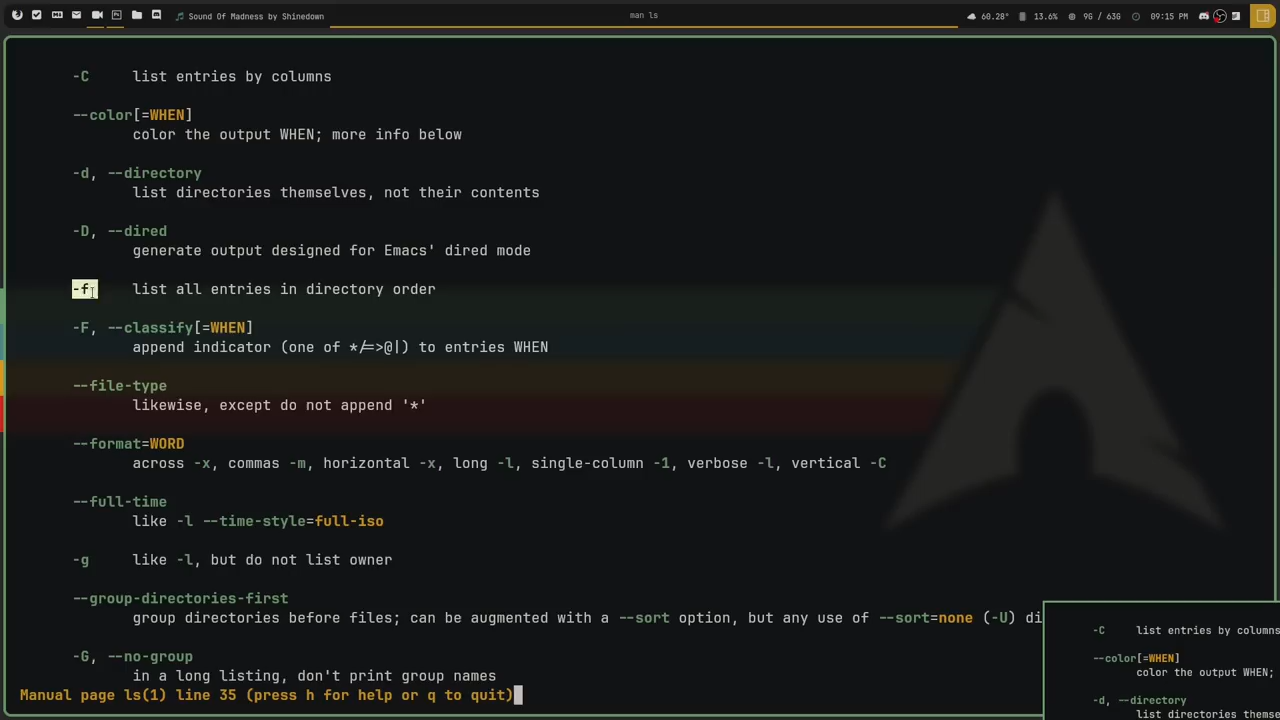 Sound Of Madness by Shinedown
man ls
60.28°
13.6%
9G / 63G
09:15 PM
-C list entries by columns
--color[=WHEN]
color the output WHEN; more info below
-d, --directory
list directories themselves, not their contents
-D, --dired
generate output designed for Emacs' dired mode
-f list all entries in directory order
-F, --classify[=WHEN]
append indicator (one of */=>@|) to entries WHEN
--file-type
likewise, except do not append '*'
--format=WORD
across -x, commas -m, horizontal -x, long -l, single-column -1, verbose -l, vertical -C
--full-time
like -l --time-style=full-iso
-g like -l, but do not list owner
--group-directories-first
group directories before files; can be augmented with a --sort option, but any use of --sort=none (-U) di
-G, --no-group
in a long listing, don't print group names
Manual page ls(1) line 35 (press h for help or q to quit)
-C list entries by columns
--color[=WHEN]
color the output WHEN;
-d, --directory
list directories themse